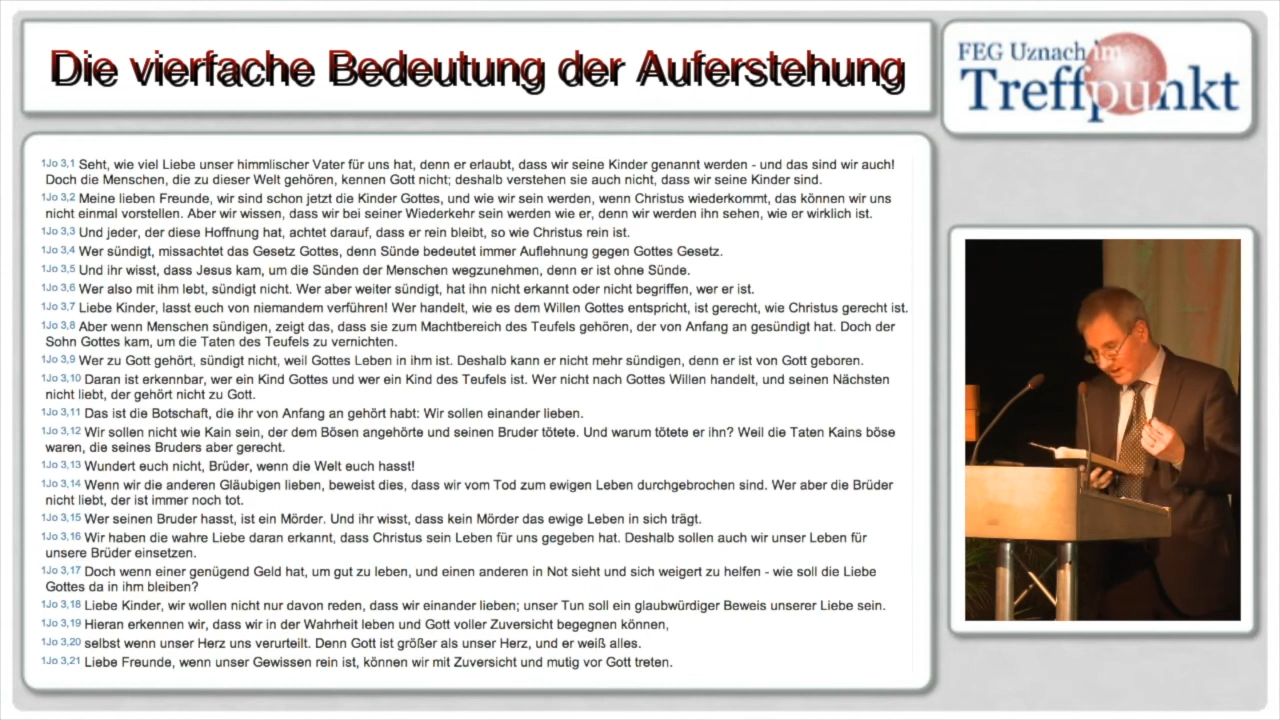 Die vierfache Bedeutung der Auferstehung
FEG Uznach im
Treffpunkt
1Jo 3,1 Seht, wie viel Liebe unser himmlischer Vater für uns hat, denn er erlaubt, dass wir seine Kinder genannt werden - und das sind wir auch!
Doch die Menschen, die zu dieser Welt gehören, kennen Gott nicht; deshalb verstehen sie auch nicht, dass wir seine Kinder sind.
1Jo 3,2 Meine lieben Freunde, wir sind schon jetzt die Kinder Gottes, und wie wir sein werden, wenn Christus wiederkommt, das können wir uns
nicht einmal vorstellen. Aber wir wissen, dass wir bei seiner Wiederkehr sein werden wie er, denn wir werden ihn sehen, wie er wirklich ist.
1Jo 3,3 Und jeder, der diese Hoffnung hat, achtet darauf, dass er rein bleibt, so wie Christus rein ist.
1Jo 3,4 Wer sündigt, missachtet das Gesetz Gottes, denn Sünde bedeutet immer Auflehnung gegen Gottes Gesetz.
1Jo 3,5 Und ihr wisst, dass Jesus kam, um die Sünden der Menschen wegzunehmen, denn er ist ohne Sünde.
1Jo 3,6 Wer also mit ihm lebt, sündigt nicht. Wer aber weiter sündigt, hat ihn nicht erkannt oder nicht begriffen, wer er ist.
1Jo 3,7 Liebe Kinder, lasst euch von niemandem verführen! Wer handelt, wie es dem Willen Gottes entspricht, ist gerecht, wie Christus gerecht ist.
1Jo 3,8 Aber wenn Menschen sündigen, zeigt das, dass sie zum Machtbereich des Teufels gehören, der von Anfang an gesündigt hat. Doch der
Sohn Gottes kam, um die Taten des Teufels zu vernichten.
1Jo 3,9 Wer zu Gott gehört, sündigt nicht, weil Gottes Leben in ihm ist. Deshalb kann er nicht mehr sündigen, denn er ist von Gott geboren.
1Jo 3,10 Daran ist erkennbar, wer ein Kind Gottes und wer ein Kind des Teufels ist. Wer nicht nach Gottes Willen handelt, und seinen Nächsten
nicht liebt, der gehört nicht zu Gott.
1Jo 3,11 Das ist die Botschaft, die ihr von Anfang an gehört habt: Wir sollen einander lieben.
1Jo 3,12 Wir sollen nicht wie Kain sein, der dem Bösen angehörte und seinen Bruder tötete. Und warum tötete er ihn? Weil die Taten Kains böse
waren, die seines Bruders aber gerecht.
1Jo 3,13 Wundert euch nicht, Brüder, wenn die Welt euch hasst!
1Jo 3,14 Wenn wir die anderen Gläubigen lieben, beweist dies, dass wir vom Tod zum ewigen Leben durchgebrochen sind. Wer aber die Brüder
nicht liebt, der ist immer noch tot.
1Jo 3,15 Wer seinen Bruder hasst, ist ein Mörder. Und ihr wisst, dass kein Mörder das ewige Leben in sich trägt.
1Jo 3,16 Wir haben die wahre Liebe daran erkannt, dass Christus sein Leben für uns gegeben hat. Deshalb sollen auch wir unser Leben für
unsere Brüder einsetzen.
1Jo 3,17 Doch wenn einer genügend Geld hat, um gut zu leben, und einen anderen in Not sieht und sich weigert zu helfen - wie soll die Liebe
Gottes da in ihm bleiben?
1Jo 3,18 Liebe Kinder, wir wollen nicht nur davon reden, dass wir einander lieben; unser Tun soll ein glaubwürdiger Beweis unserer Liebe sein.
1Jo 3,19 Hieran erkennen wir, dass wir in der Wahrheit leben und Gott voller Zuversicht begegnen können,
1Jo 3,20 selbst wenn unser Herz uns verurteilt. Denn Gott ist größer als unser Herz, und er weiß alles.
1Jo 3,21 Liebe Freunde, wenn unser Gewissen rein ist, können wir mit Zuversicht und mutig vor Gott treten.